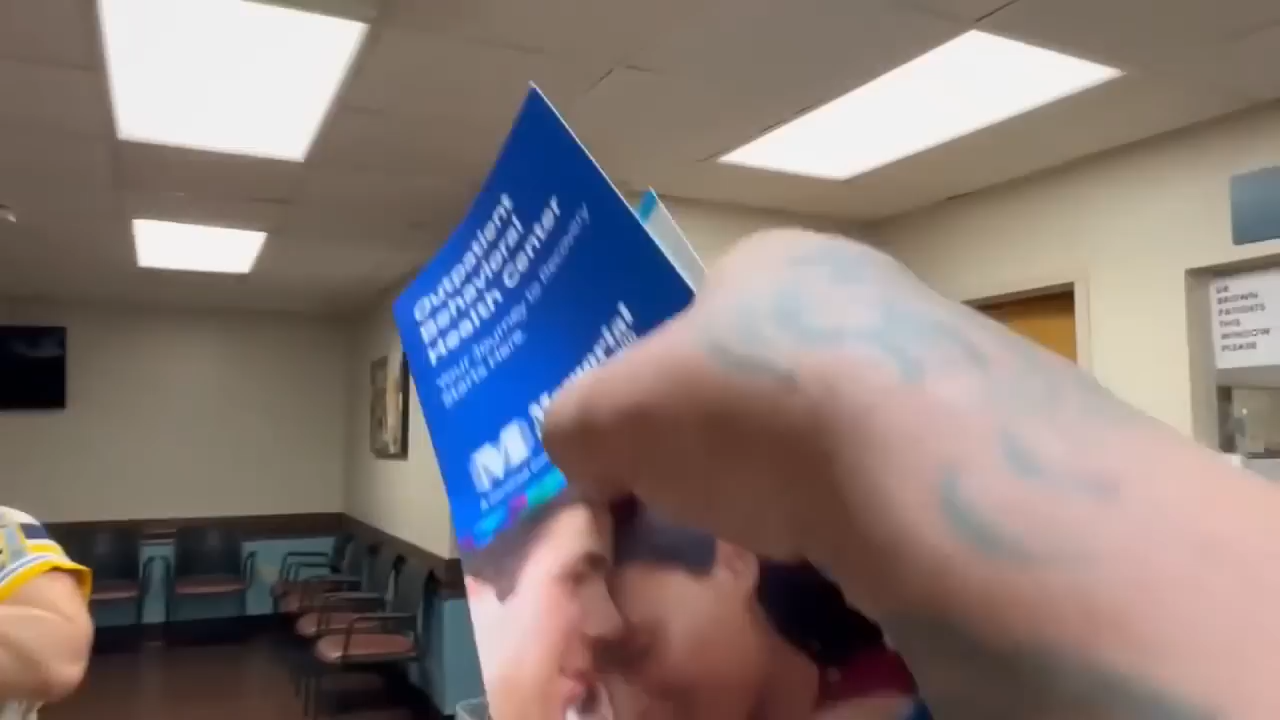 Outpatient
Behavioral
Health Center
Your Journey to Recovery
Starts Here.
M Memorial
DR
BROWN
PATIENTS
THIS
WINDOW
PLEASE